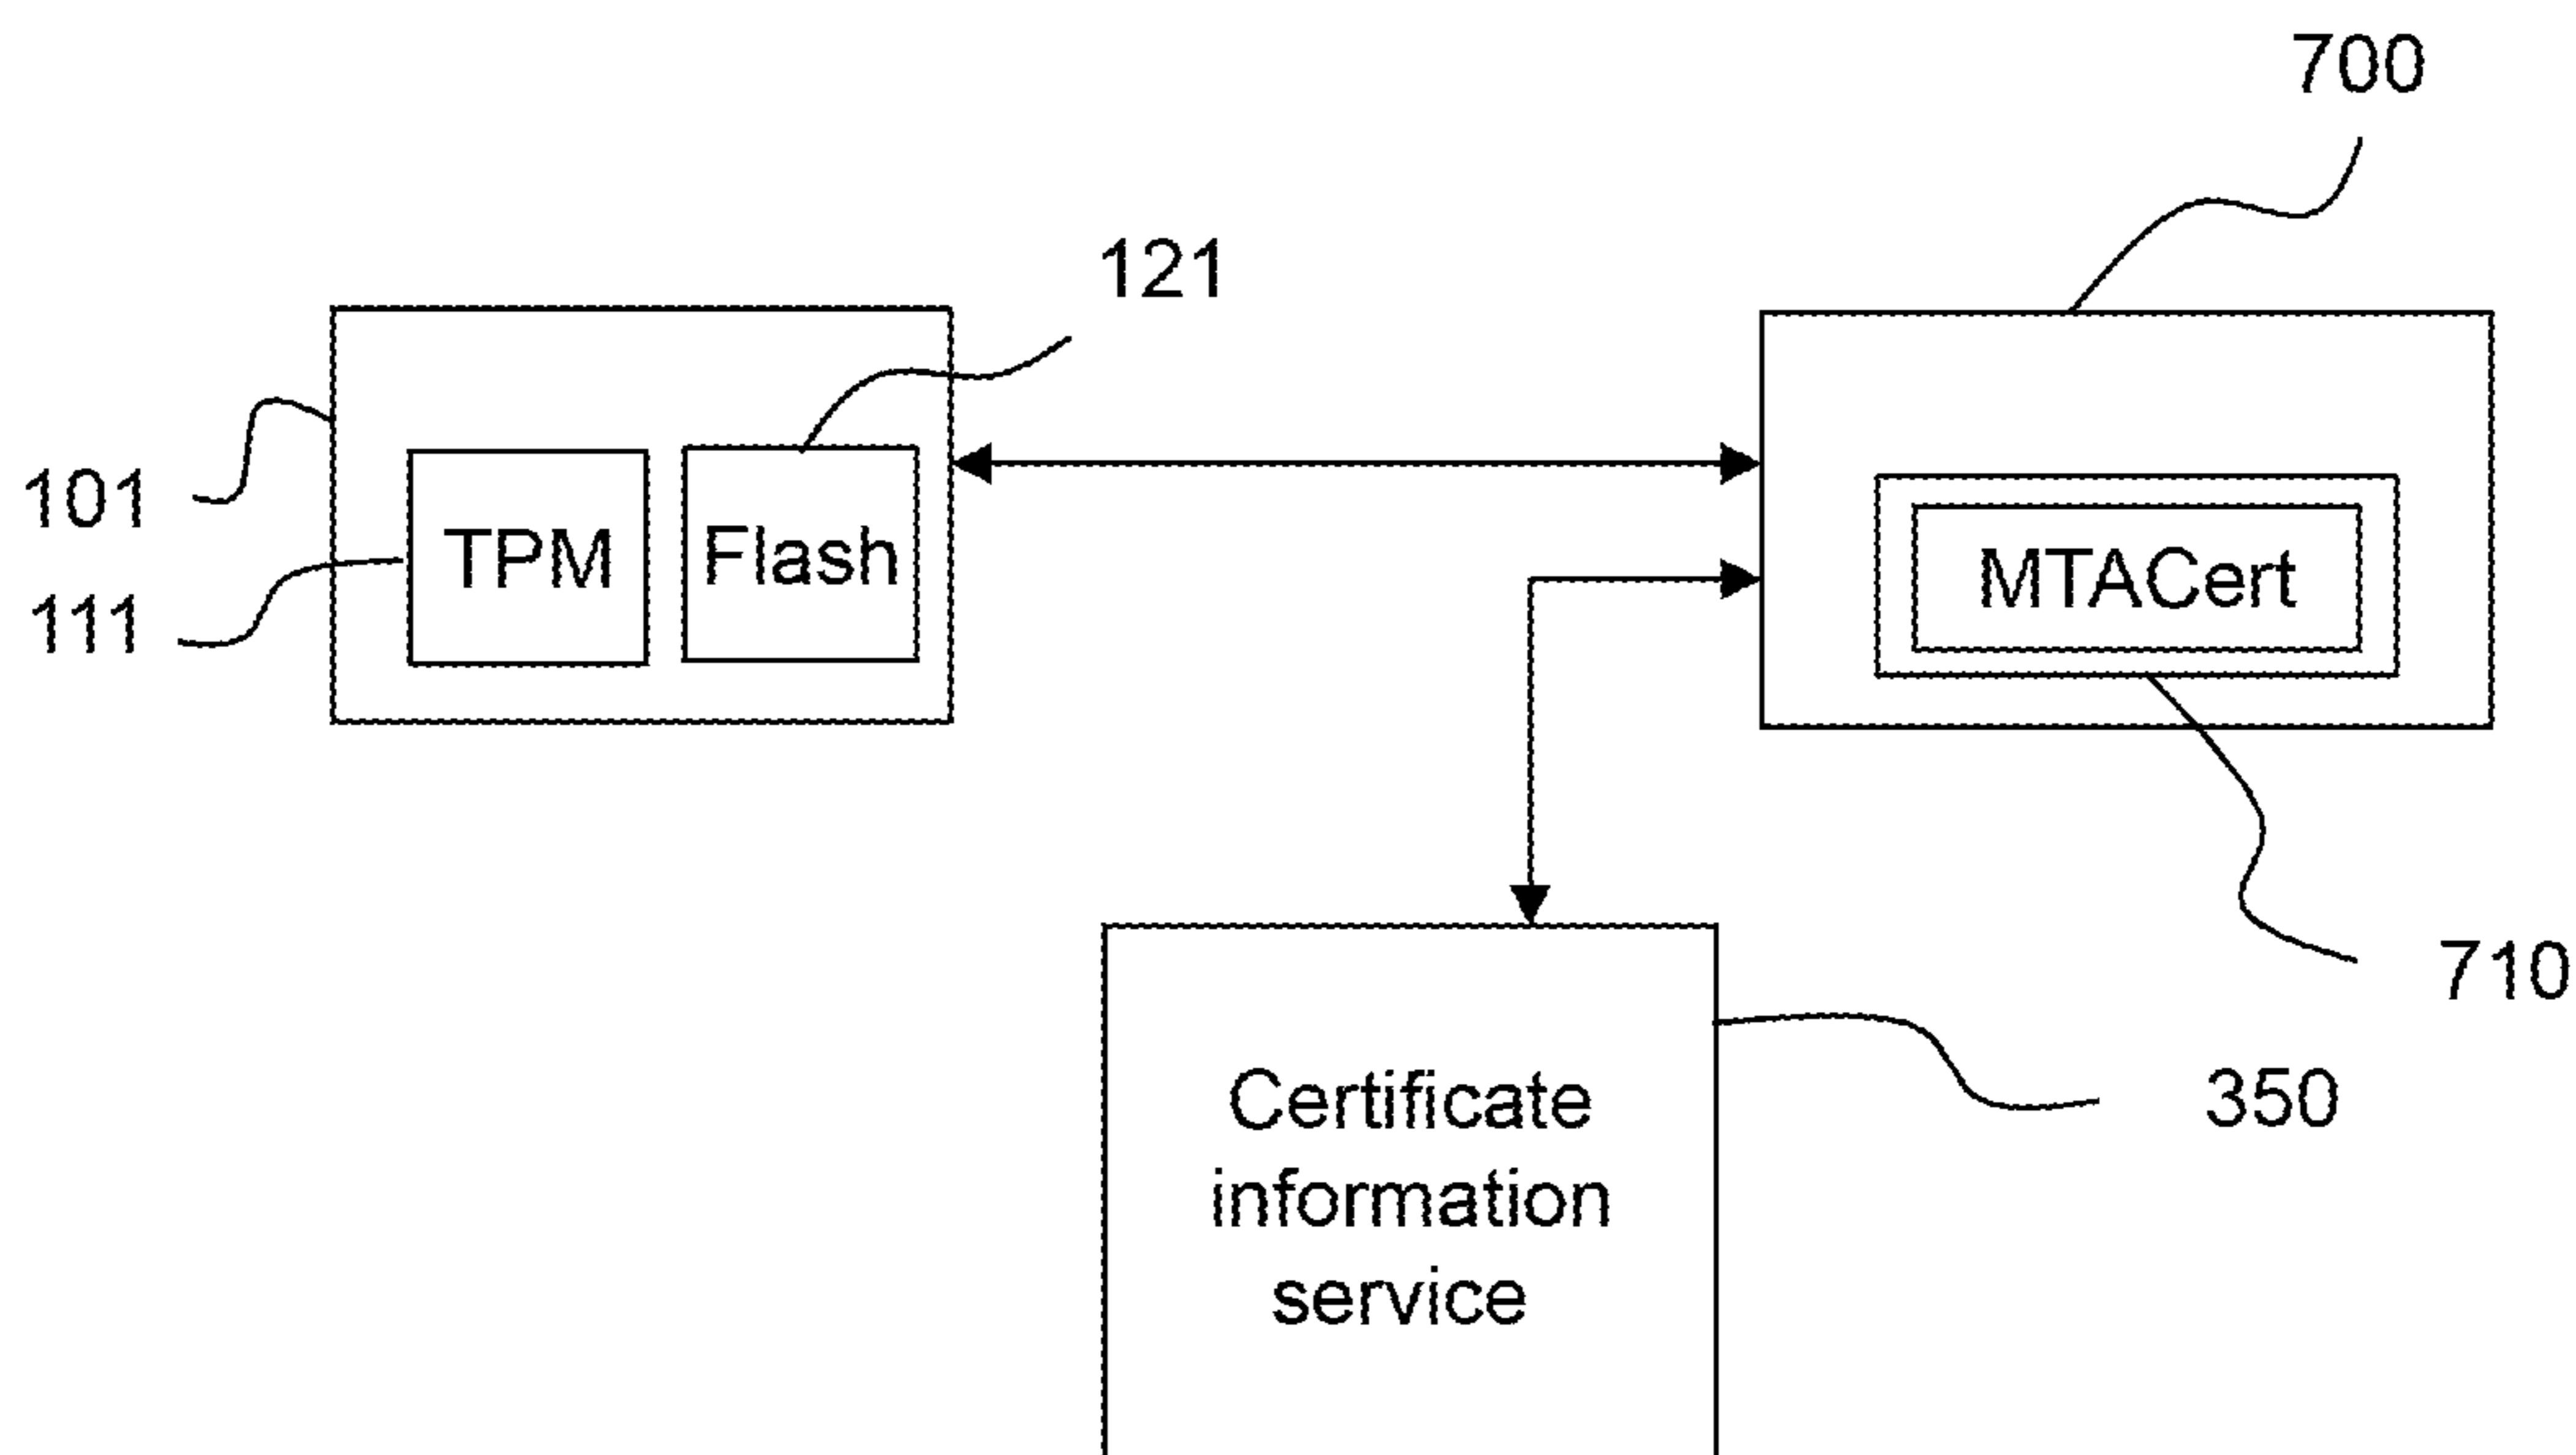 700
121
101
TPM
Flash
111
MTACert
710
350
Certificate
information
service